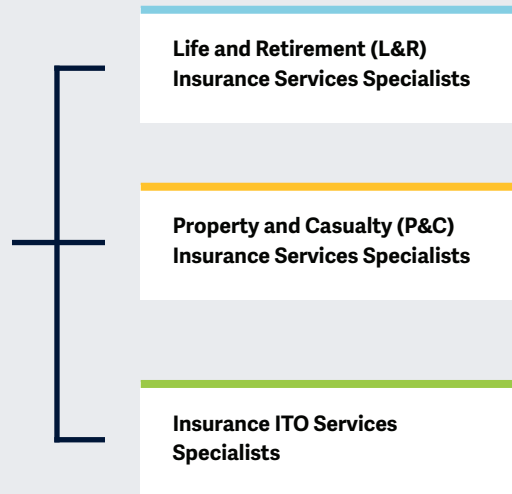 Life and Retirement (L&R)
Insurance Services Specialists
Property and Casualty (P&C)
Insurance Services Specialists
Insurance ITO Services
Specialists